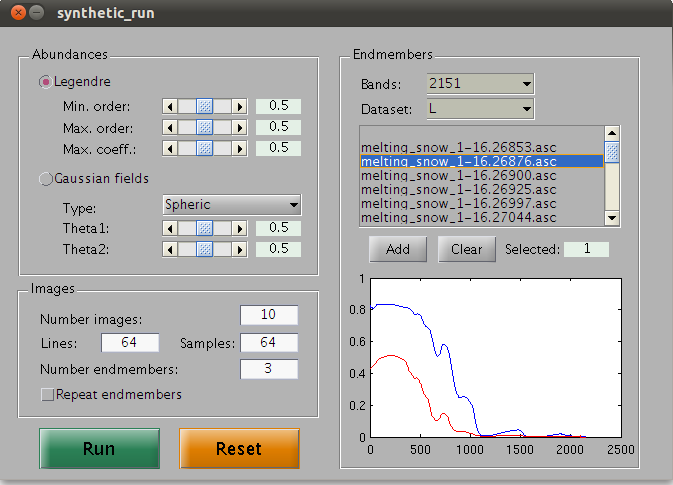 synthetic_run
Abundances
Legendre
Min. order: 0.5
Max. order: 0.5
Max. coeff.: 0.5
Gaussian fields
Type: Spheric
Theta1: 0.5
Theta2: 0.5
Images
Number images: 10
Lines: 64 Samples: 64
Number endmembers: 3
Repeat endmembers
Run Reset
Endmembers
Bands: 2151
Dataset: L
melting_snow_1-16.26853.asc
melting_snow_1-16.26876.asc
melting_snow_1-16.26900.asc
melting_snow_1-16.26925.asc
melting_snow_1-16.26997.asc
melting_snow_1-16.27044.asc
Add Clear Selected: 1
1
0.8
0.6
0.4
0.2
0
0 500 1000 1500 2000 2500